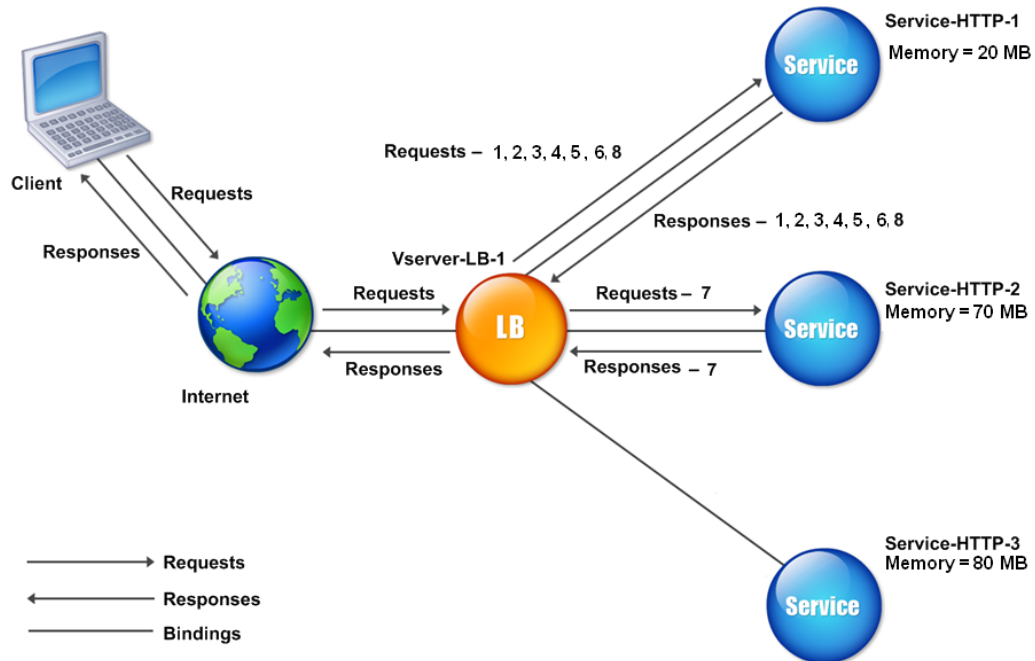 Service-HTTP-1
Memory = 20 MB
Service
Requests – 1, 2, 3, 4, 5 , 6, 8
Client
Requests
Responses
Responses – 1, 2, 3, 4, 5 , 6, 8
Vserver-LB-1
Service-HTTP-2
Memory = 70 MB
Requests
Requests – 7
LB
Service
Responses
Responses – 7
Internet
Service-HTTP-3
Memory = 80 MB
Service
Requests
Responses
Bindings